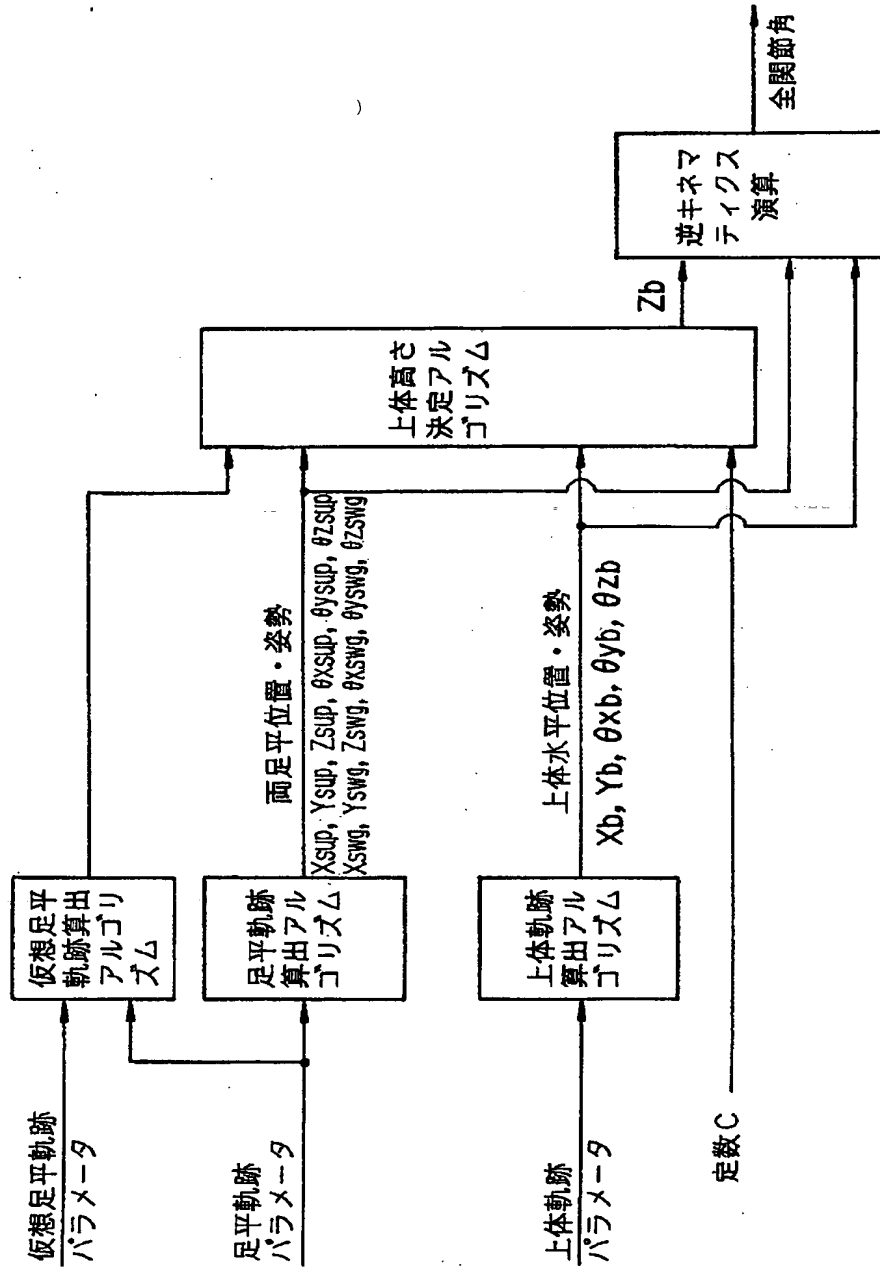 仮想足平軌跡
パラメータ
仮想足平
軌跡算出
アルゴリ
ズム
足平軌跡
パラメータ
足平軌跡
算出アル
ゴリズム
両足平位置・姿勢
Xsup, Ysup, Zsup, θxsup, θysup, θzsup
Xswg, Yswg, Zswg, θxswg, θyswg, θzswg
上体軌跡
パラメータ
上体軌跡
算出アル
ゴリズム
上体水平位置・姿勢
Xb, Yb, θxb, θyb, θzb
定数C
上体高さ
決定アル
ゴリズム
Zb
逆キネマ
ティクス
演算
全関節角